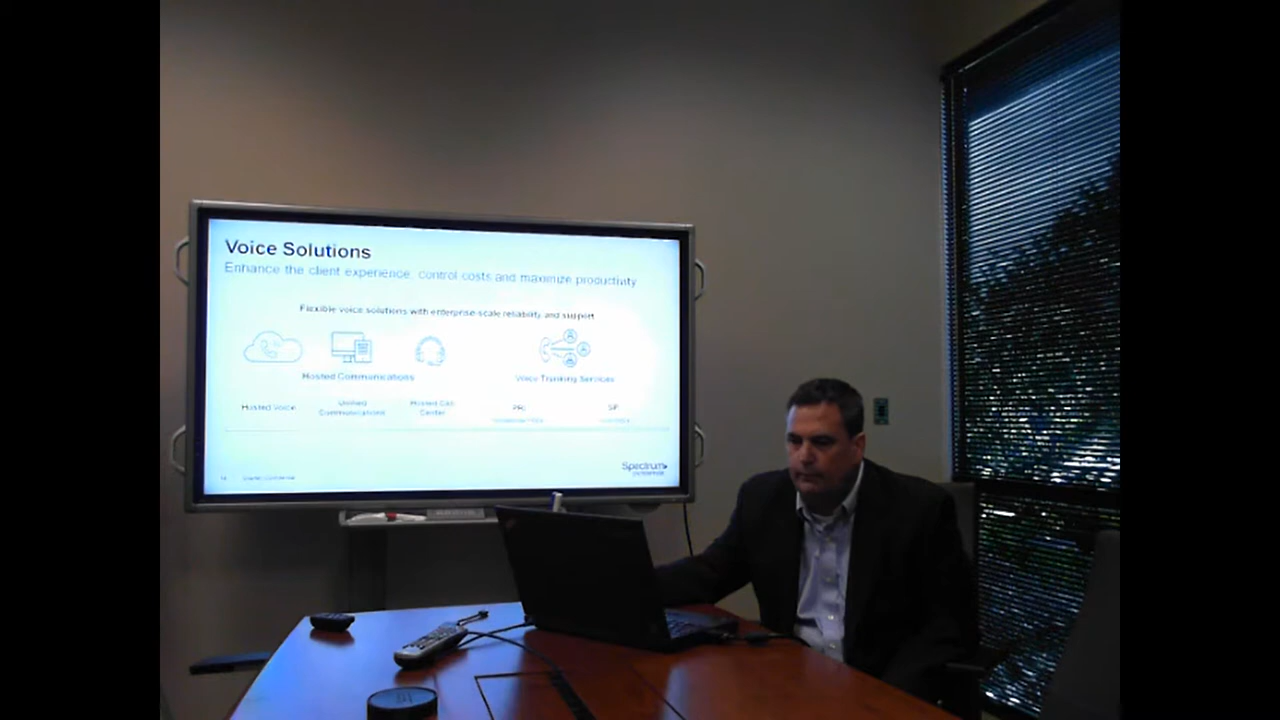 Voice Solutions
Enhance the client experience, control costs and maximize productivity
Flexible voice solutions with enterprise-scale reliability and support
Hosted Communications
Voice Trunking Services
Hosted Voice
Unified
Communications
Hosted Call
Center
PRI
SIP
Spectrum
ENTERPRISE